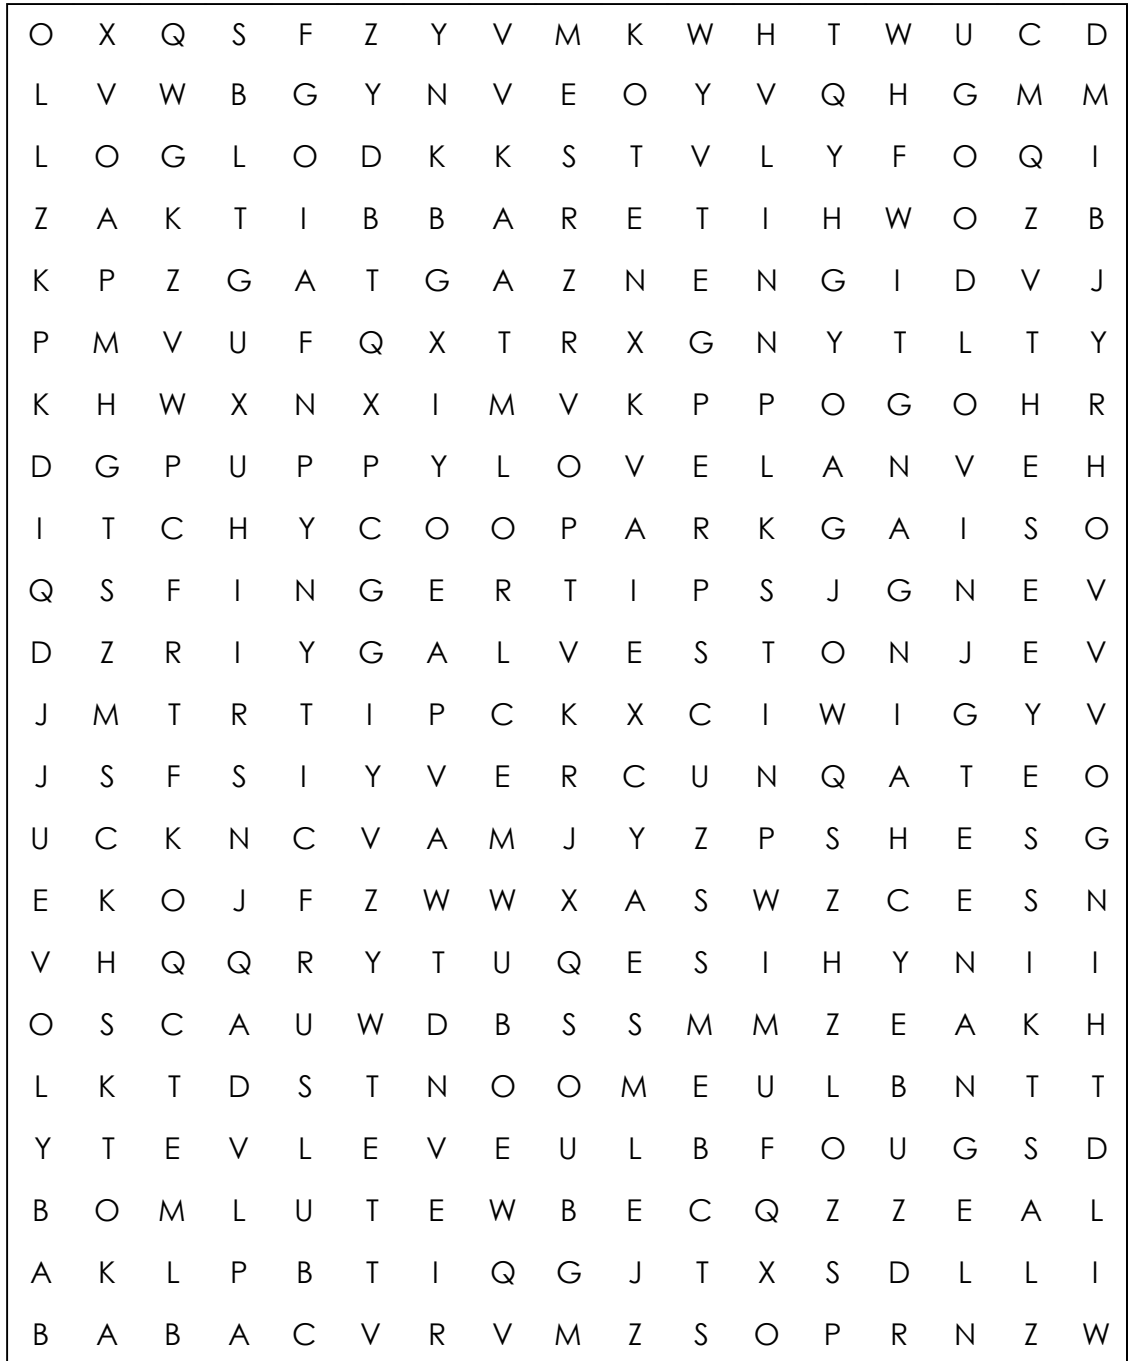 O X Q S F Z Y V M K W H T W U C D
L V W B G Y N V E O Y V Q H G M M
L O G L O D K K S T V L Y F O Q I
Z A K T I B B A R E T I H W O Z B
K P Z G A T G A Z N E N G I D V J
P M V U F Q X T R X G N Y T L T Y
K H W X N X I M V K P P O G O H R
D G P U P P Y L O V E L A N V E H
I T C H Y C O O P A R K G A I S O
Q S F I N G E R T I P S J G N E V
D Z R I Y G A L V E S T O N J E V
J M T R T I P C K X C I W I G Y V
J S F S I Y V E R C U N Q A T E O
U C K N C V A M J Y Z P S H E S G
E K O J F Z W W X A S W Z C E S N
V H Q Q R Y T U Q E S I H Y N I I
O S C A U W D B S S M M Z E A K H
L K T D S T N O O M E U L B N T T
Y T E V L E V E U L B F O U G S D
B O M L U T E W B E C Q Z Z E A L
A K L P B T I Q G J T X S D L L I
B A B A C V R V M Z S O P R N Z W